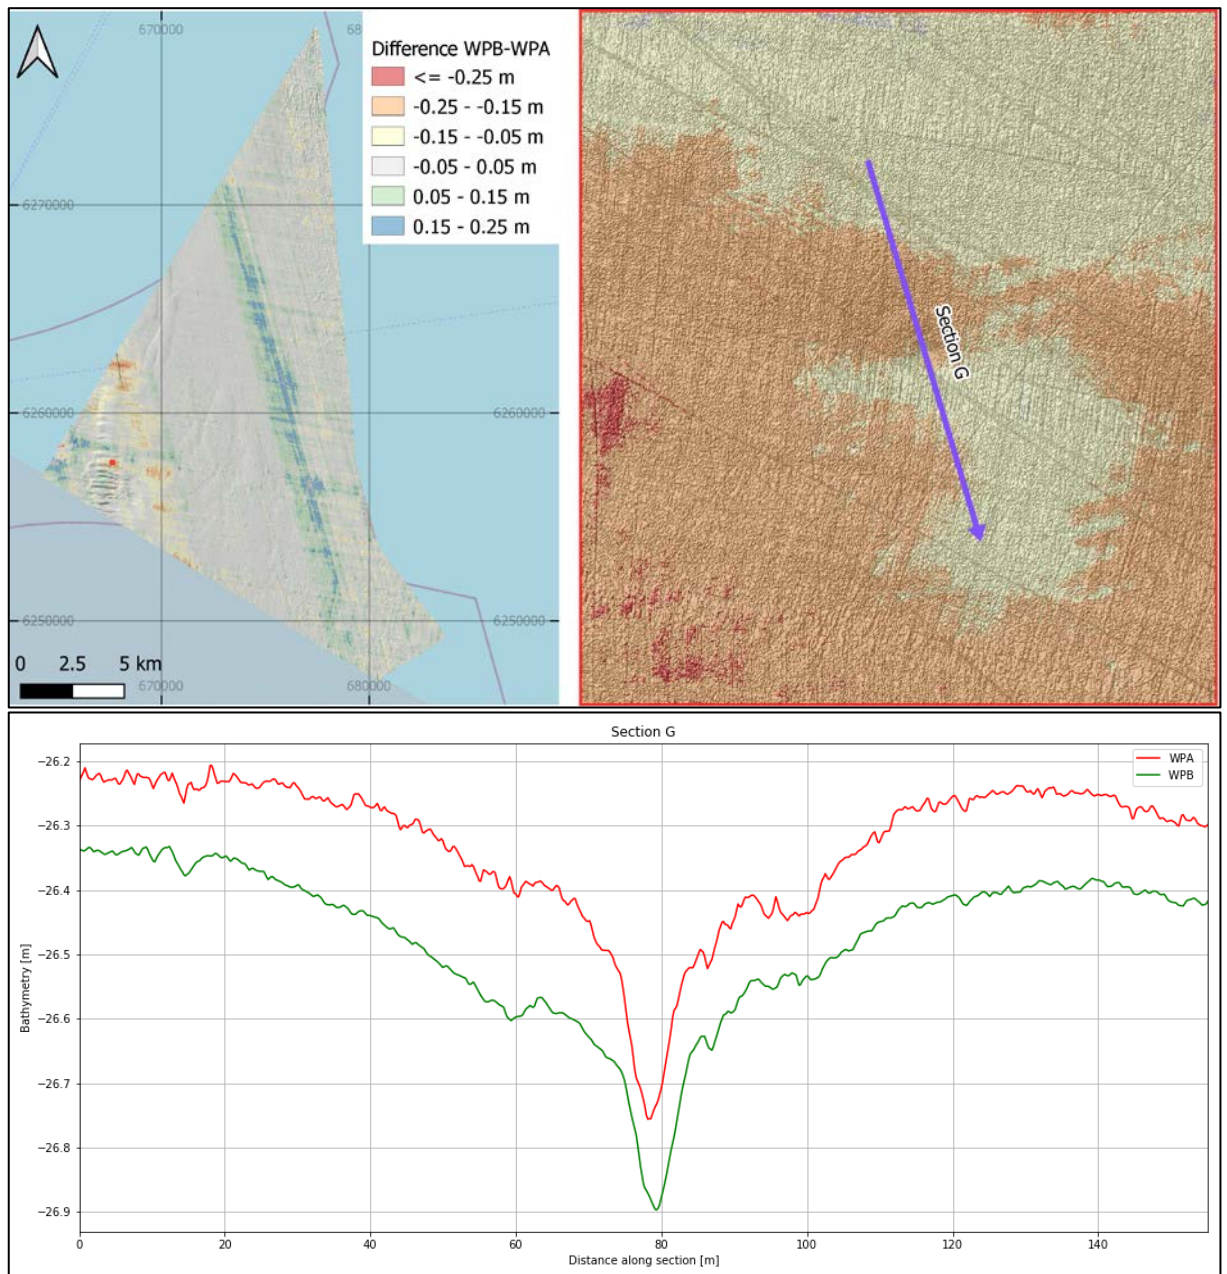 670000
68
Difference WPB-WPA
<= -0.25 m
-0.25 - -0.15 m
-0.15 - -0.05 m
-0.05 - 0.05 m
0.05 - 0.15 m
0.15 - 0.25 m
6270000
6260000
6260000
6250000
6250000
0 2.5 5 km
670000
680000
Section G
Section G
WPA
WPB
−26.2
−26.3
−26.4
−26.5
−26.6
−26.7
−26.8
−26.9
Bathymetry [m]
0 20 40 60 80 100 120 140
Distance along section [m]